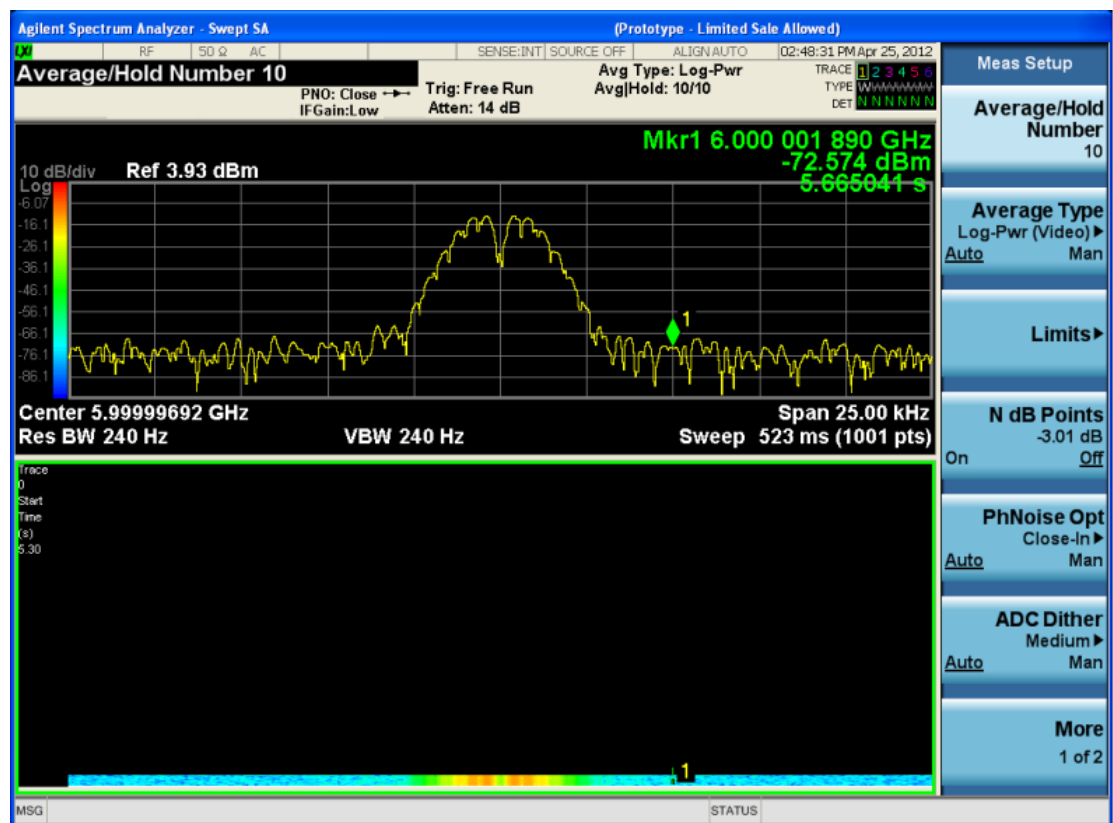 Agilent Spectrum Analyzer - Swept SA (Prototype - Limited Sale Allowed)
LXI RF 50 Ω AC SENSE:INT SOURCE OFF ALIGN AUTO 02:48:31 PM Apr 25, 2012
Average/Hold Number 10
Avg Type: Log-Pwr
Avg|Hold: 10/10
TRACE 1 2 3 4 5 6
TYPE WWWWWW
DET N N N N N N
PNO: Close
IFGain:Low
Trig: Free Run
Atten: 14 dB
Mkr1 6.000 001 890 GHz
-72.574 dBm
5.665041 s
10 dB/div Ref 3.93 dBm
Log
-6.07
-16.1
-26.1
-36.1
-46.1
-56.1
-66.1
-76.1
-86.1
1
Center 5.99999692 GHz Span 25.00 kHz
Res BW 240 Hz VBW 240 Hz Sweep 523 ms (1001 pts)
Trace
0
Start
Time
(s)
5.30
1
MSG STATUS
Meas Setup
Average/Hold
Number
10
Average Type
Log-Pwr (Video)
Auto Man
Limits
N dB Points
-3.01 dB
On Off
PhNoise Opt
Close-In
Auto Man
ADC Dither
Medium
Auto Man
More
1 of 2